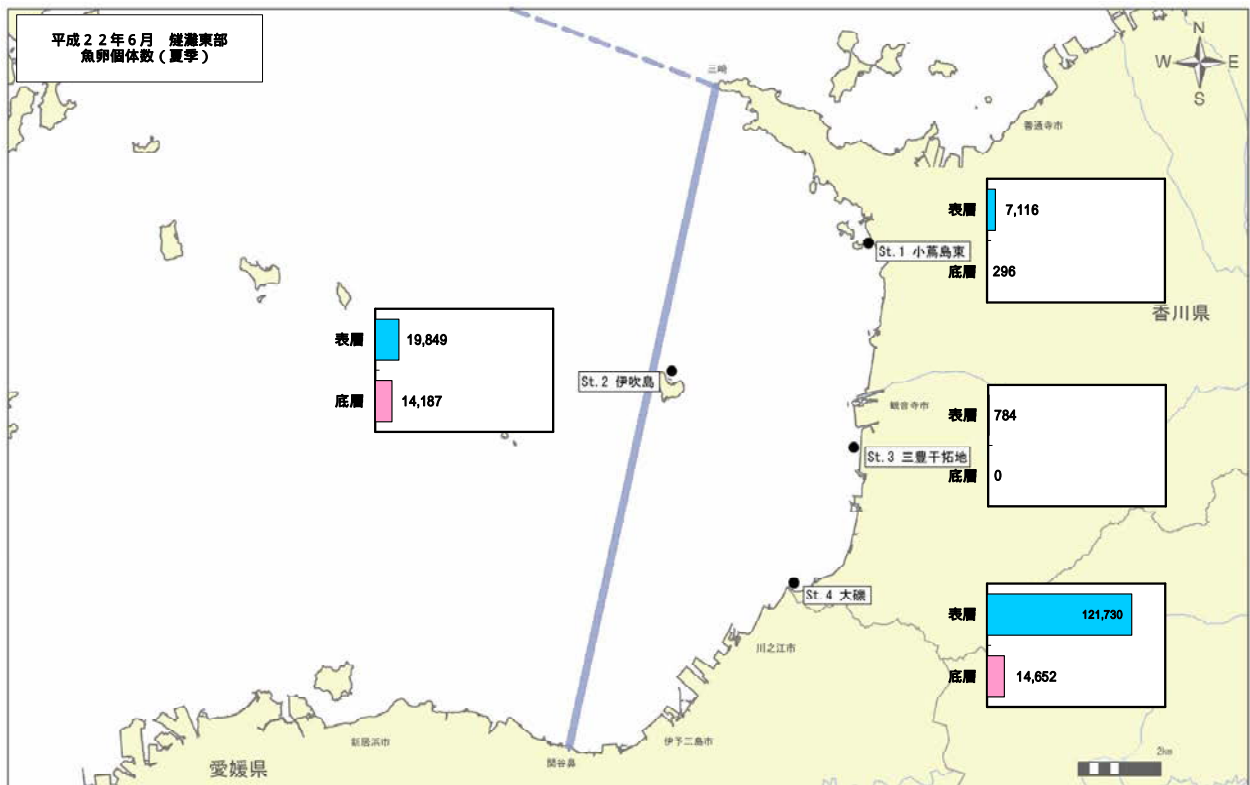 平成２２年６月 燧灘東部
魚卵個体数（夏季）
N
W E
S
三崎
善通寺市
表層 7,116
St.1 小蔦島東
底層 296
香川県
表層 19,849
St.2 伊吹島
底層 14,187
観音寺市
表層 784
St.3 三豊干拓地
底層 0
St.4 大磯
表層 121,730
川之江市
底層 14,652
新居浜市
伊予三島市
関谷鼻
愛媛県
2km